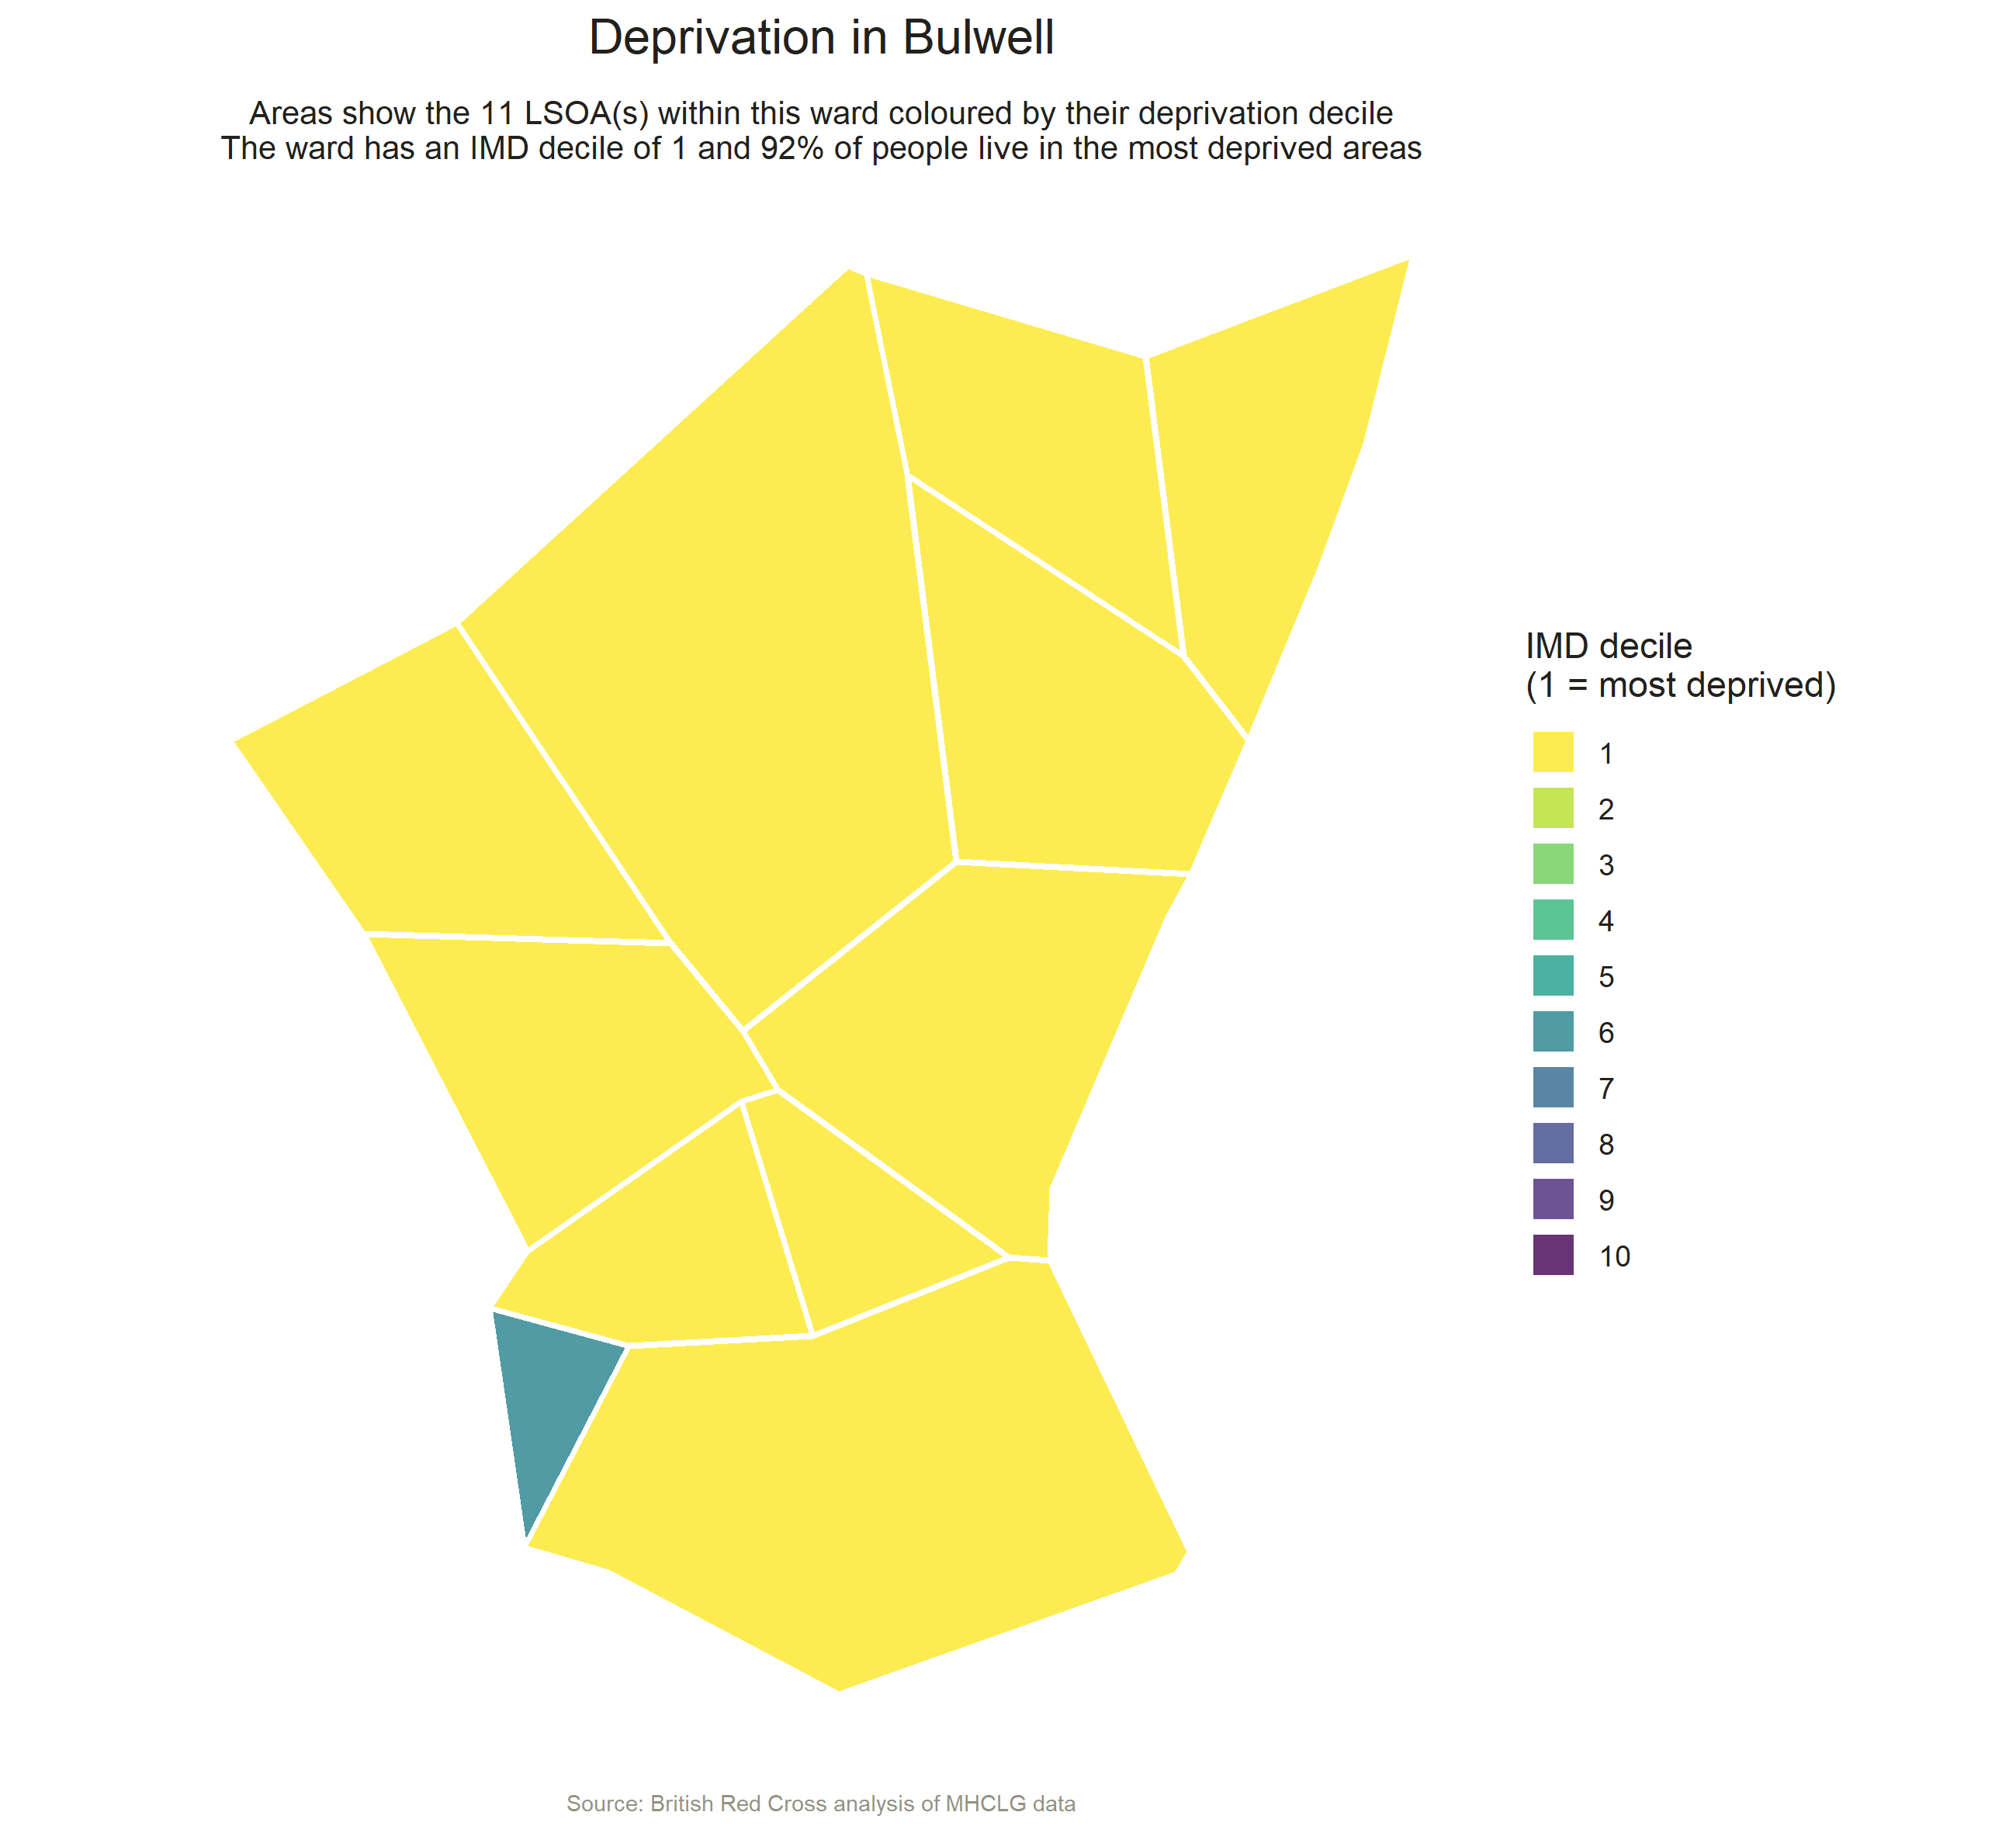 Deprivation in Bulwell
Areas show the 11 LSOA(s) within this ward coloured by their deprivation decile
The ward has an IMD decile of 1 and 92% of people live in the most deprived areas
IMD decile
(1 = most deprived)
1
2
3
4
5
6
7
8
9
10
Source: British Red Cross analysis of MHCLG data